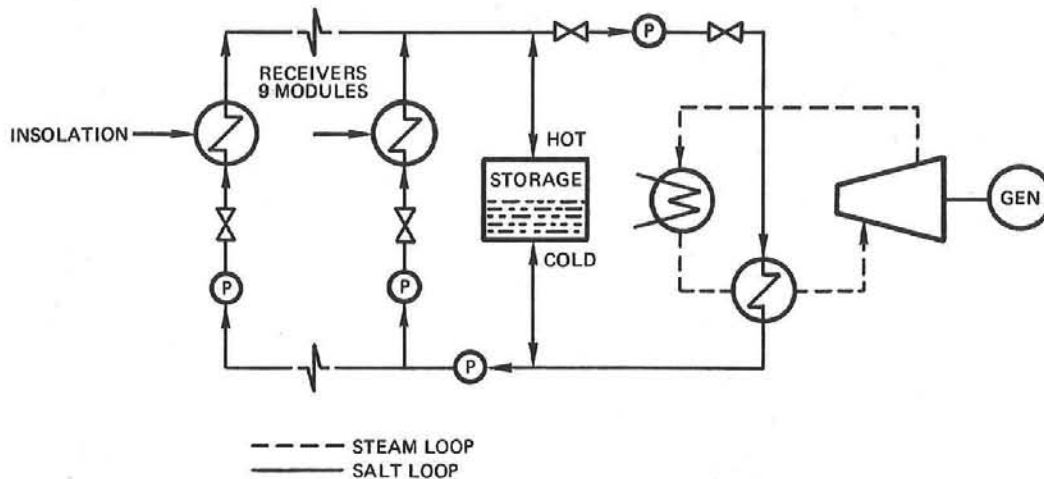 P
RECEIVERS
9 MODULES
INSOLATION
HOT
STORAGE
GEN
COLD
P
P
P
STEAM LOOP
SALT LOOP